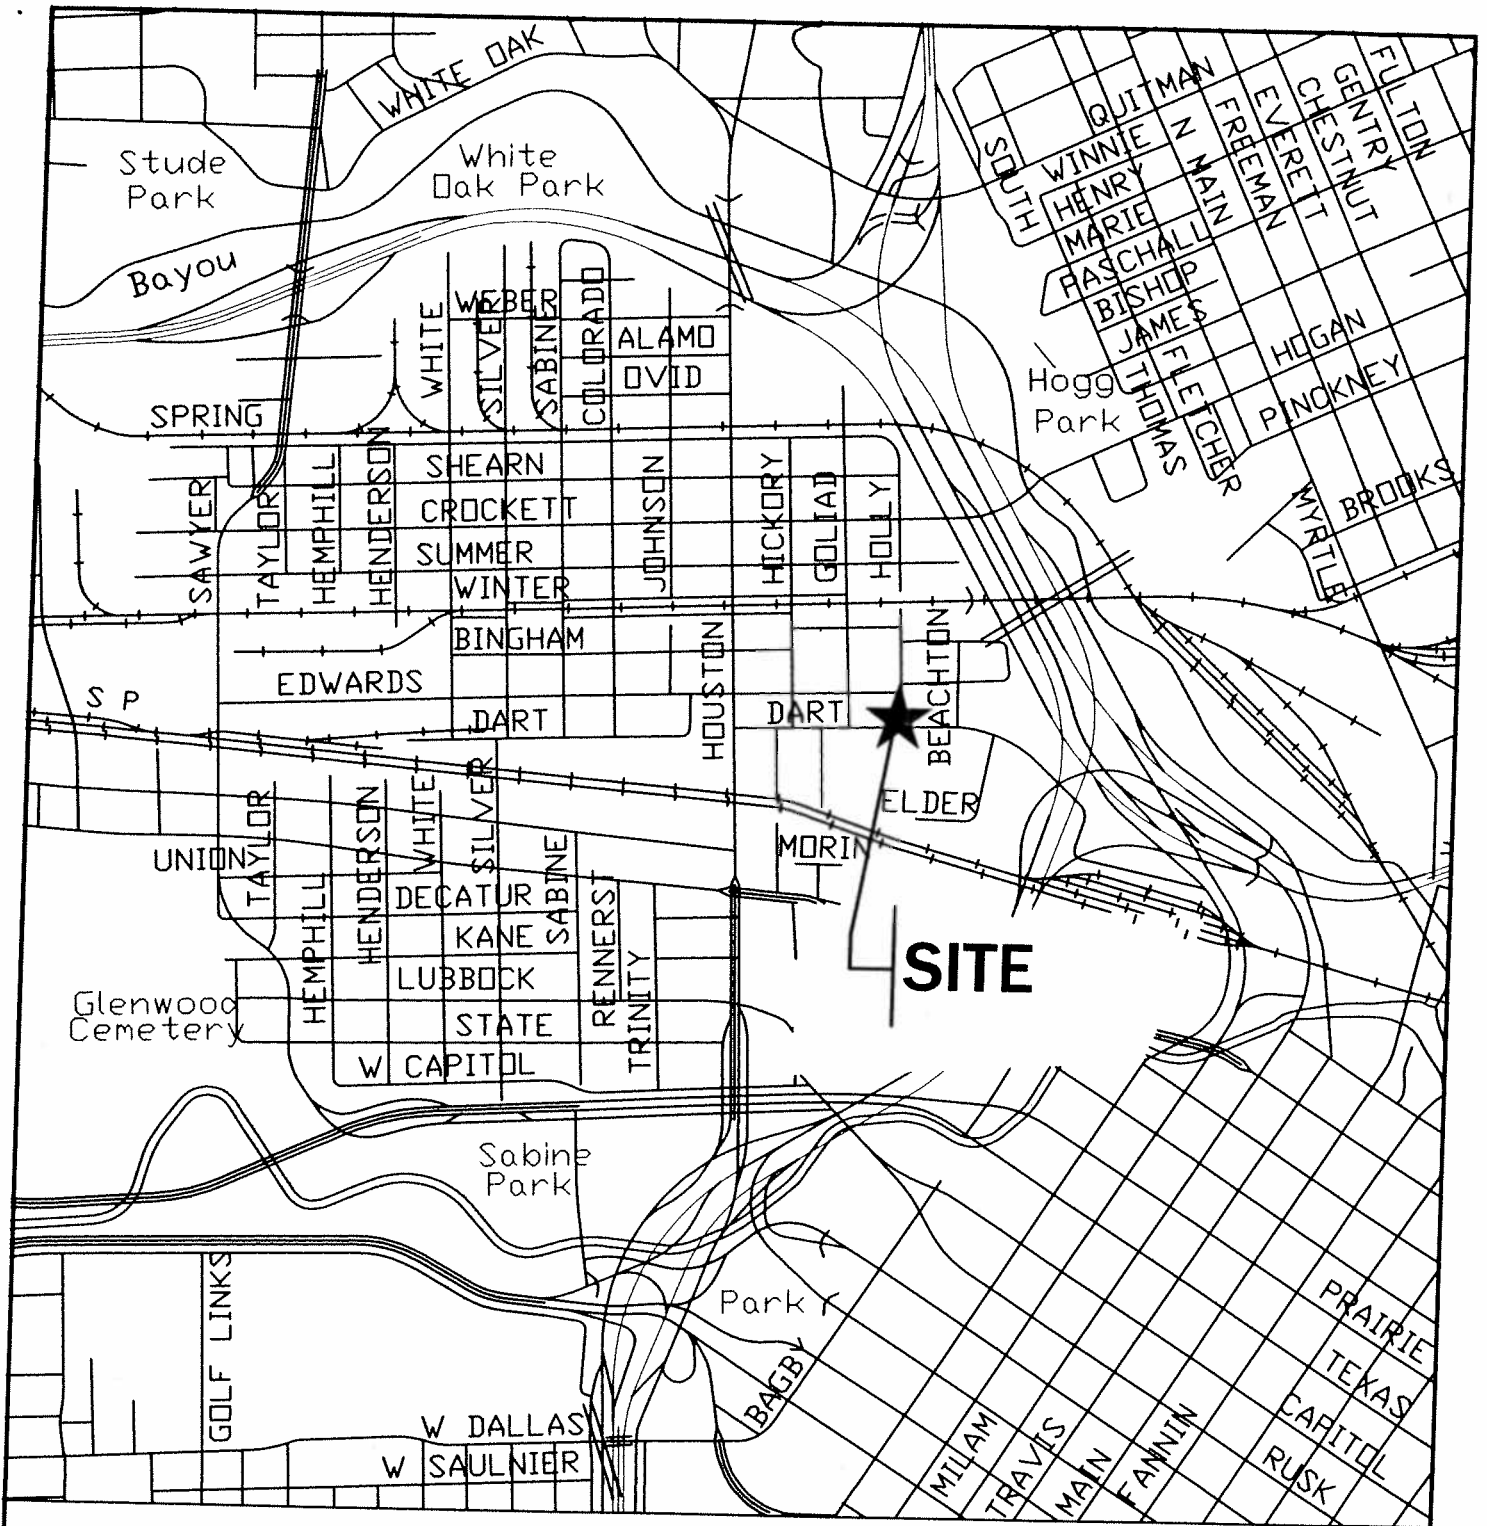 WHITE OAK
Stude
Park
White
Oak Park
Bayou
QUITMAN
WINNIE
HENRY
MARIE
PASCHALL
BISHOP
JAMES
SOUTH
N MAIN
FREEMAN
EVERETT
CHESTNUT
GENTRY
FULTON
HOGAN
PINCKNEY
Hogg
Park
THOMAS
FLETCHER
BROOKS
MYRTLE
WEBER
WHITE
SILVER
SABINE
COLORADO
ALAMO
OVID
SPRING
SHEARN
CROCKETT
SUMMER
WINTER
BINGHAM
EDWARDS
DART
SAWYER
TAYLOR
HEMPHILL
HENDERSON
JOHNSON
HICKORY
GOLIAD
HOLLY
HOUSTON
BEACHTON
DART
S P
ELDER
MORIN
UNION
TAYLOR
HEMPHILL
HENDERSON
WHITE
SILVER
SABINE
RENNERST
TRINITY
DECATUR
KANE
LUBBOCK
STATE
W CAPITOL
SITE
Glenwood
Cemetery
Sabine
Park
Park
GOLF LINKS
W DALLAS
W SAULNIER
BAGBY
MILAM
TRAVIS
MAIN
FANNIN
PRAIRIE
TEXAS
CAPITOL
RUSK